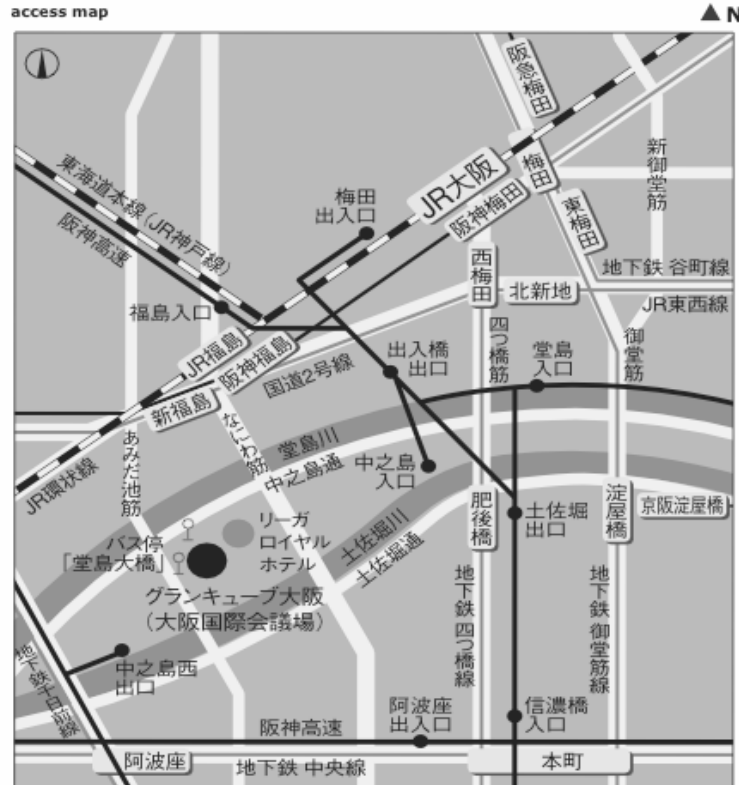 access map
▲N
阪急梅田
梅田
新御堂筋
東海道本線（JR神戸線）
阪神高速
梅田
出入口
JR大阪
阪神梅田
東梅田
西梅田
地下鉄 谷町線
北新地
JR東西線
福島入口
JR福島
阪神福島
新福島
国道2号線
出入橋
出口
四つ橋筋
堂島
入口
御堂筋
JR環状線
あみだ池筋
なにわ筋
堂島川
中之島通
中之島
入口
肥後橋
土佐堀
出口
淀屋橋
京阪淀屋橋
バス停
「堂島大橋」
リーガ
ロイヤル
ホテル
土佐堀川
土佐堀通
グランキューブ大阪
（大阪国際会議場）
地下鉄 四つ橋線
地下鉄 御堂筋線
地下鉄千日前線
中之島西
出口
阿波座
出入口
信濃橋
入口
阪神高速
阿波座
地下鉄 中央線
本町